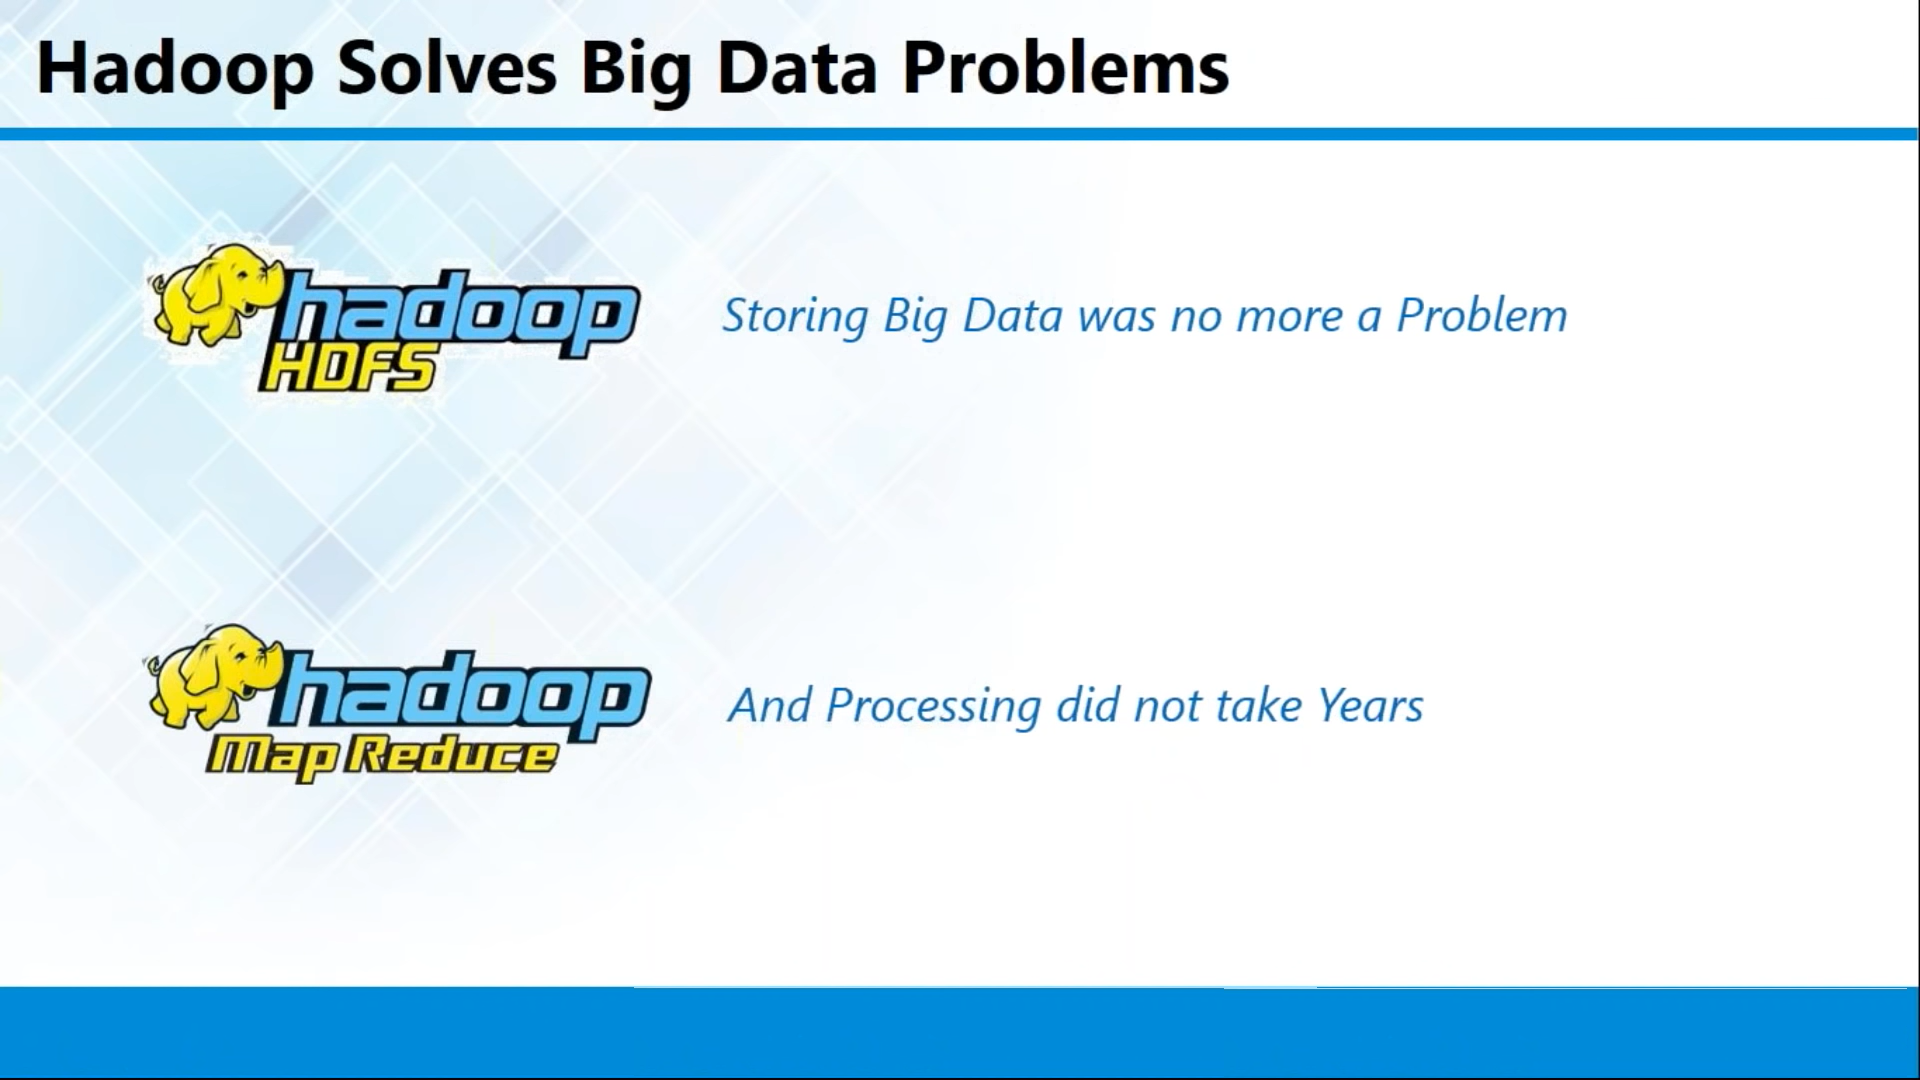 Hadoop Solves Big Data Problems
hadoop
HDFS
Storing Big Data was no more a Problem
hadoop
Map Reduce
And Processing did not take Years